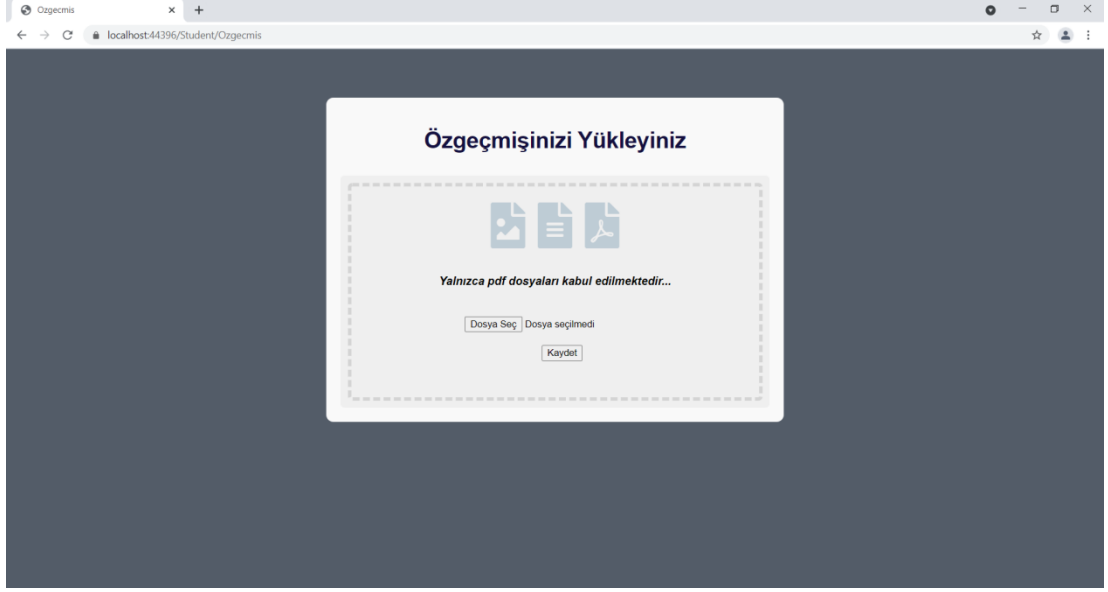 Ozgecmis
localhost:44396/Student/Ozgecmis
Özgeçmişinizi Yükleyiniz
Yalnızca pdf dosyaları kabul edilmektedir...
Dosya Seç Dosya seçilmedi
Kaydet